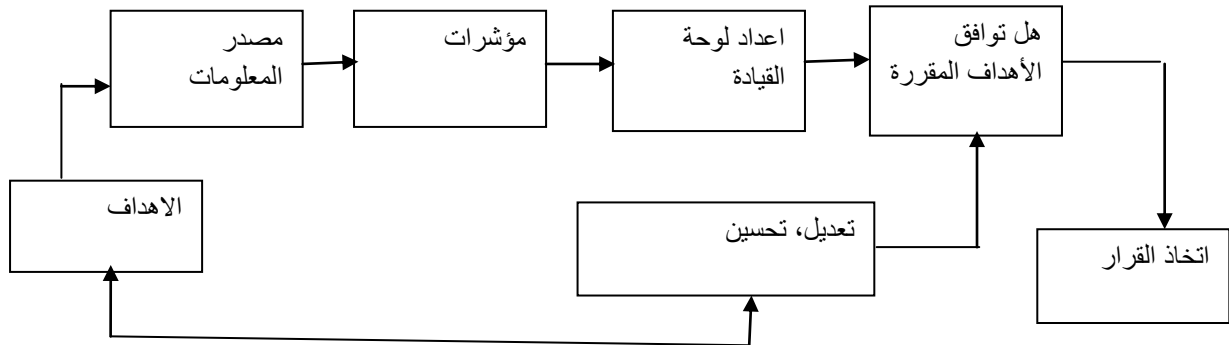 مصدر
المعلومات
مؤشرات
اعداد لوحة
القيادة
هل توافق
الأهداف المقررة
الاهداف
تعديل، تحسين
اتخاذ القرار